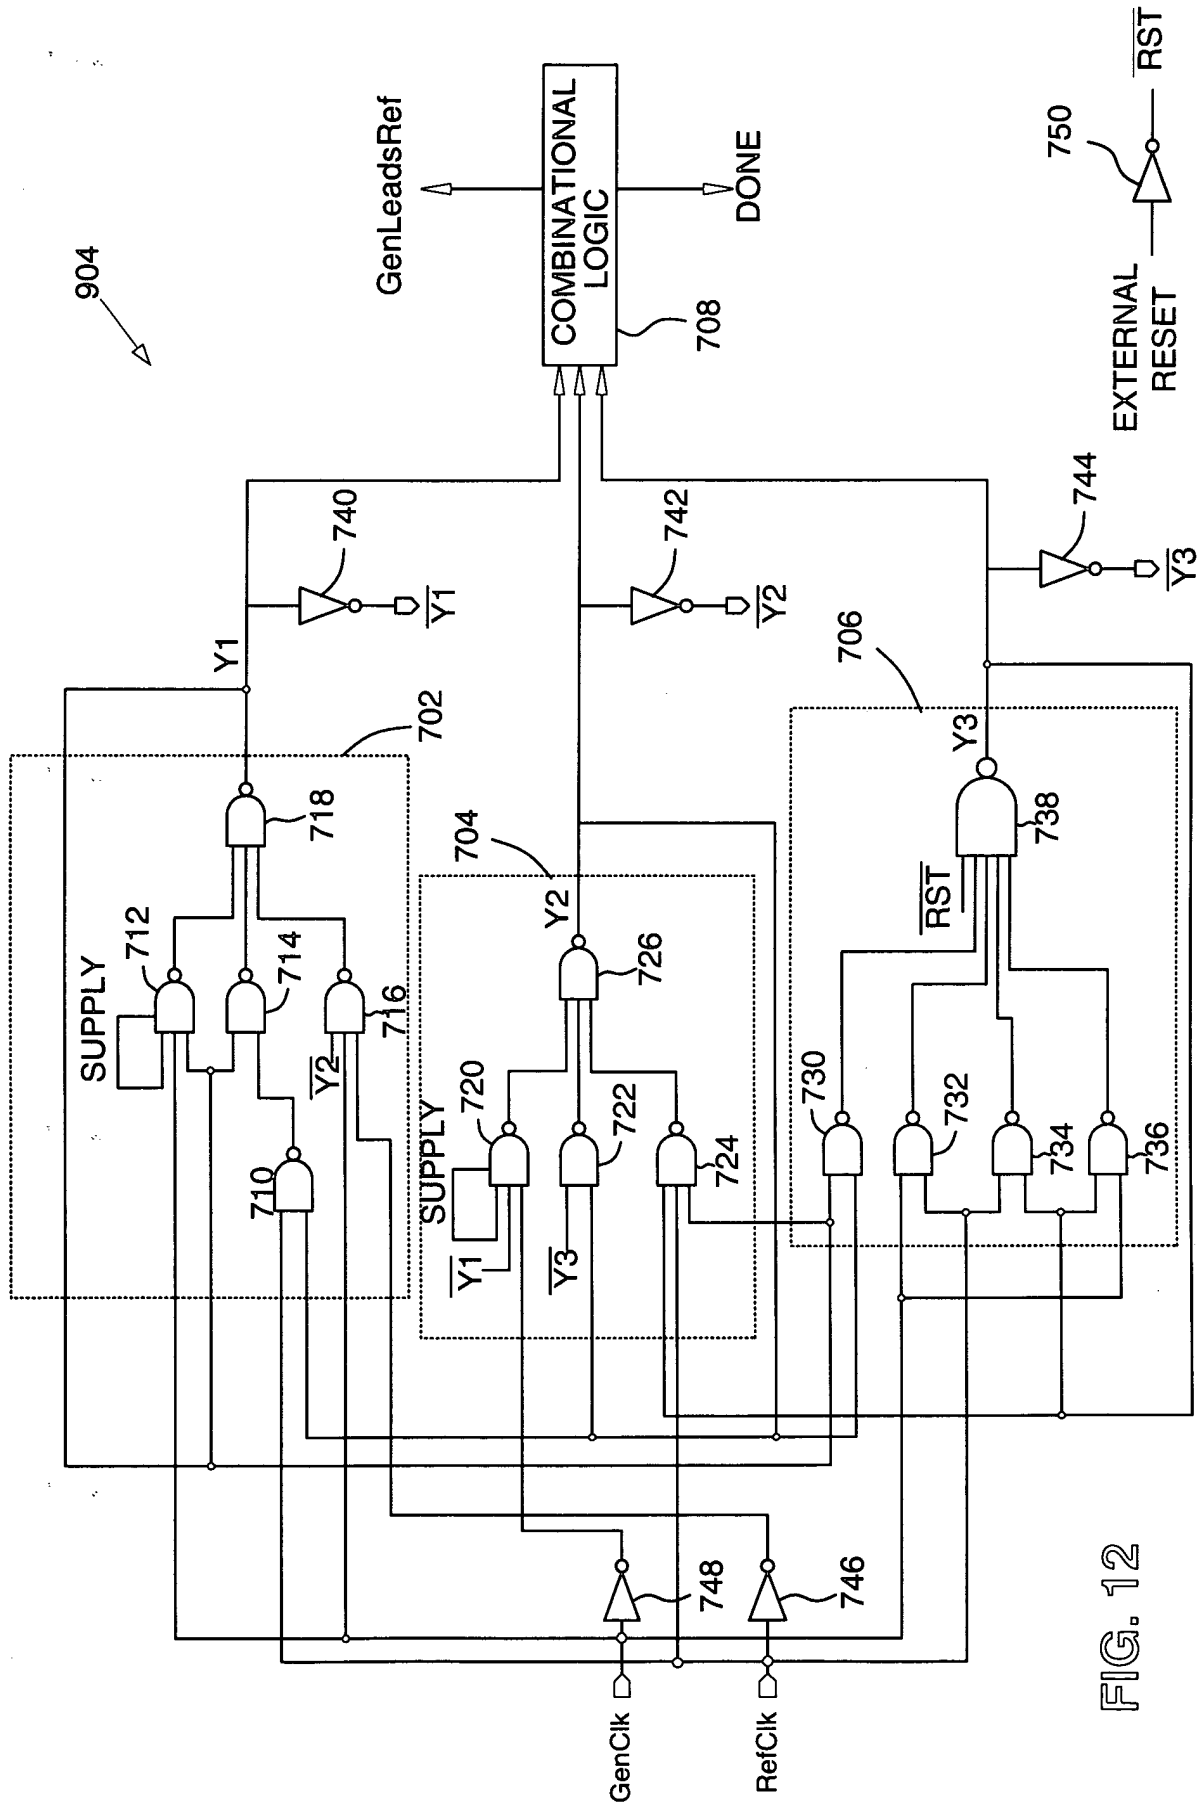 904
GenLeadsRef
COMBINATIONAL
LOGIC
708
DONE
EXTERNAL
RESET
750
RST
Y1
740
Y1
742
Y2
744
Y3
702
SUPPLY
712
714
716
718
710
Y2
704
SUPPLY
720
722
724
726
Y2
Y1
Y3
706
730
732
734
736
738
RST
Y3
GenClk
RefClk
748
746
FIG. 12